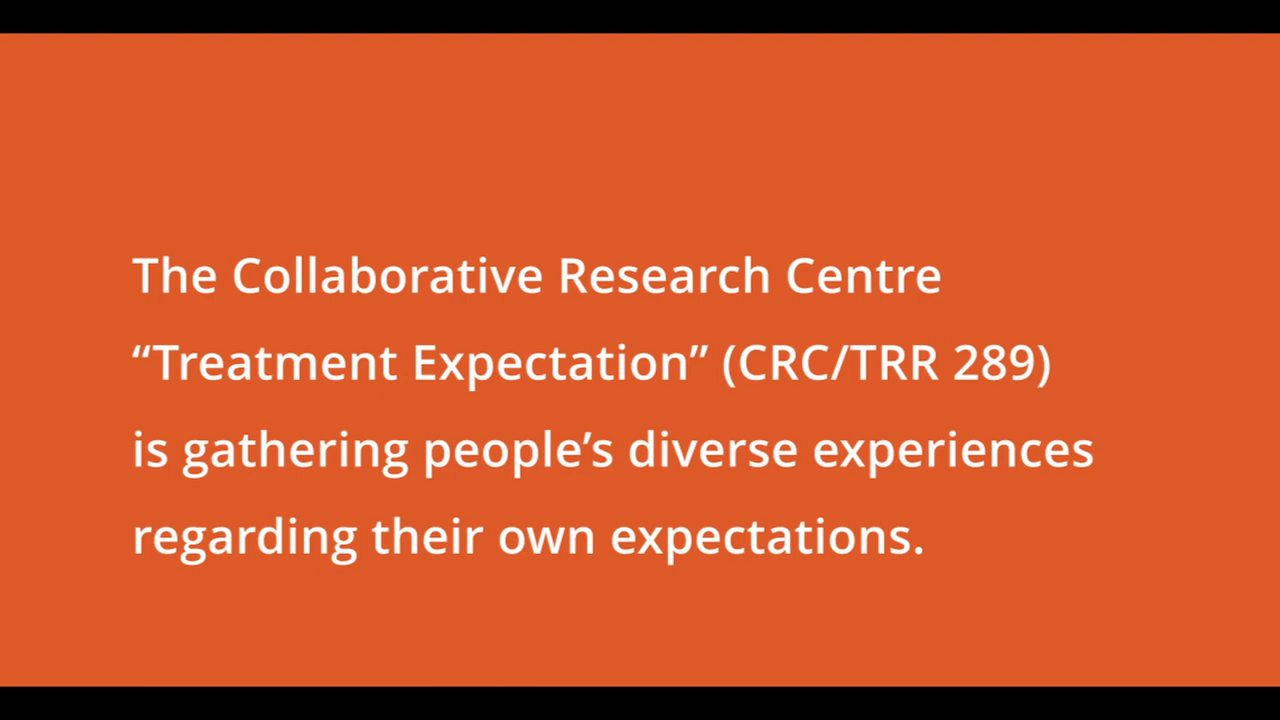 The Collaborative Research Centre
“Treatment Expectation” (CRC/TRR 289)
is gathering people’s diverse experiences
regarding their own expectations.